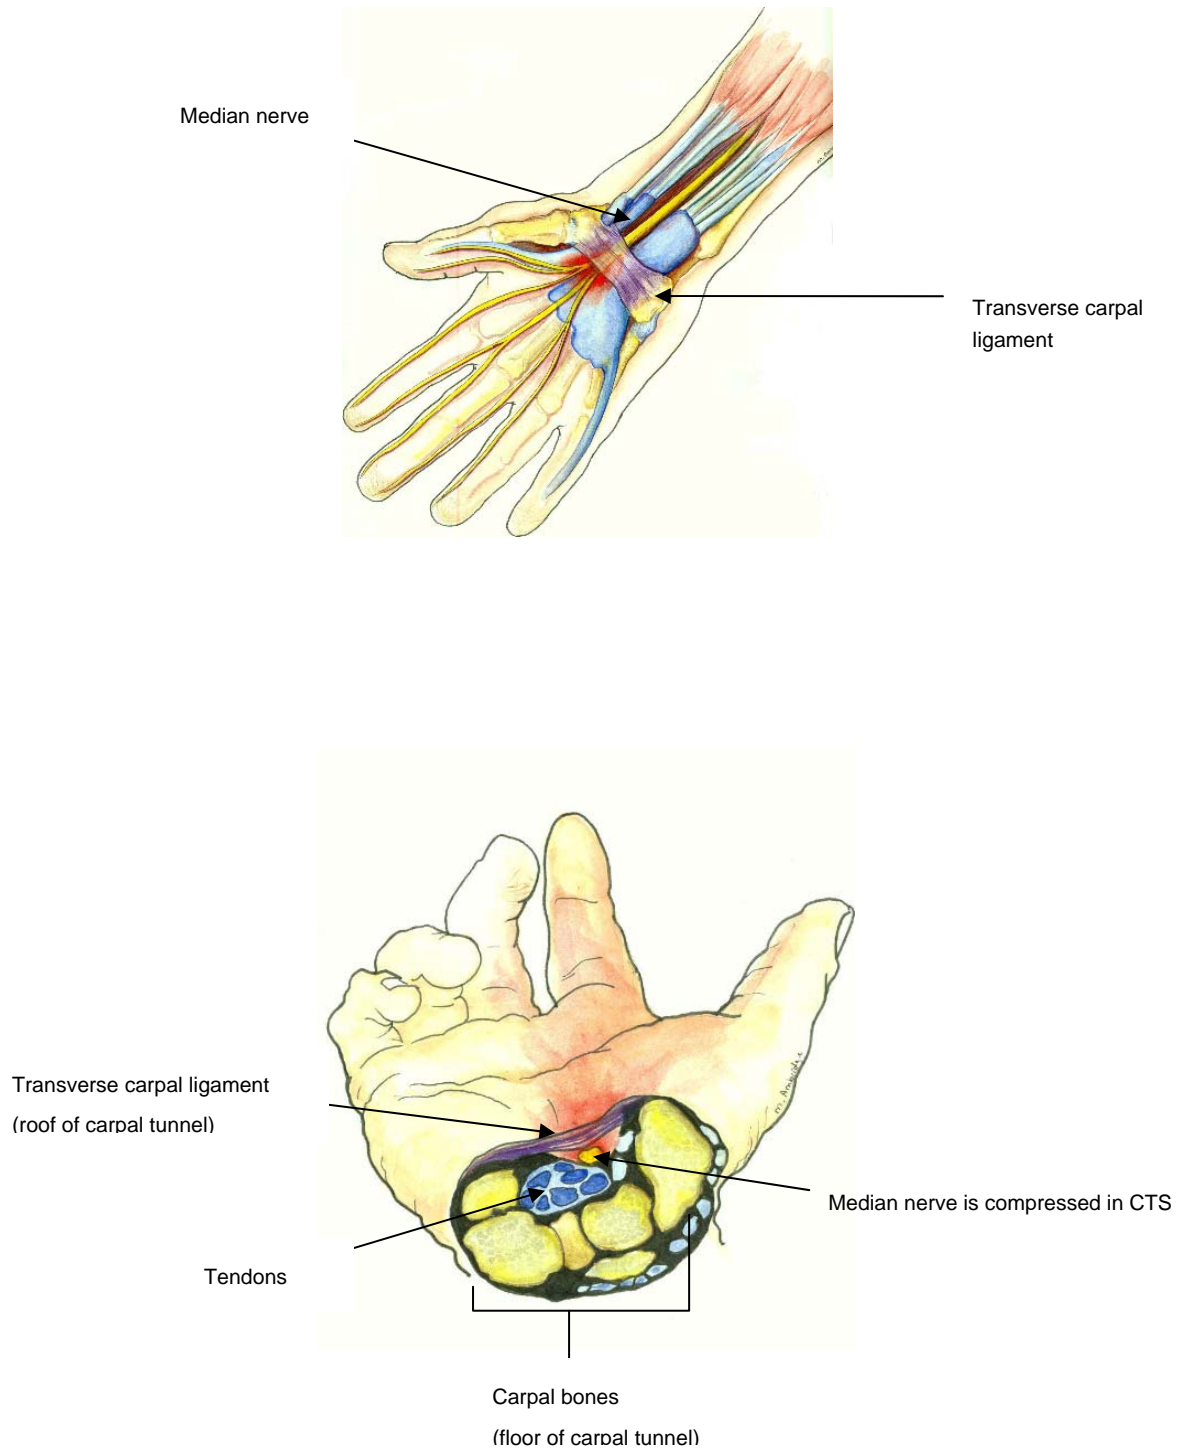 Median nerve
Transverse carpal
ligament
Transverse carpal ligament
(roof of carpal tunnel)
m. Ambridge
Median nerve is compressed in CTS
Tendons
Carpal bones
(floor of carpal tunnel)